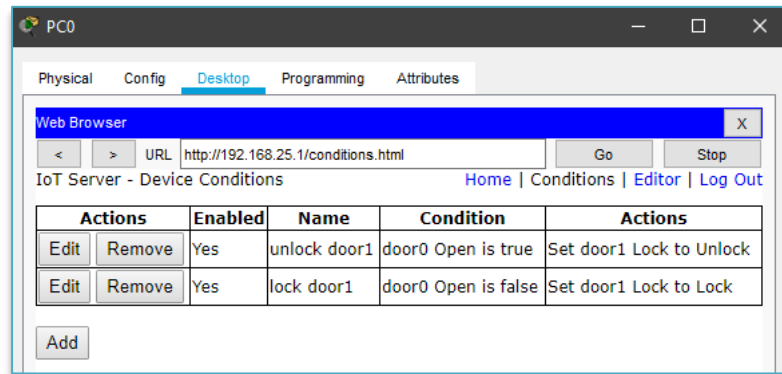 PC0
Physical Config Desktop Programming Attributes
Web Browser X
< > URL http://192.168.25.1/conditions.html Go Stop
IoT Server - Device Conditions Home | Conditions | Editor | Log Out
Actions Enabled Name Condition Actions
Edit Remove Yes unlock door1 door0 Open is true Set door1 Lock to Unlock
Edit Remove Yes lock door1 door0 Open is false Set door1 Lock to Lock
Add